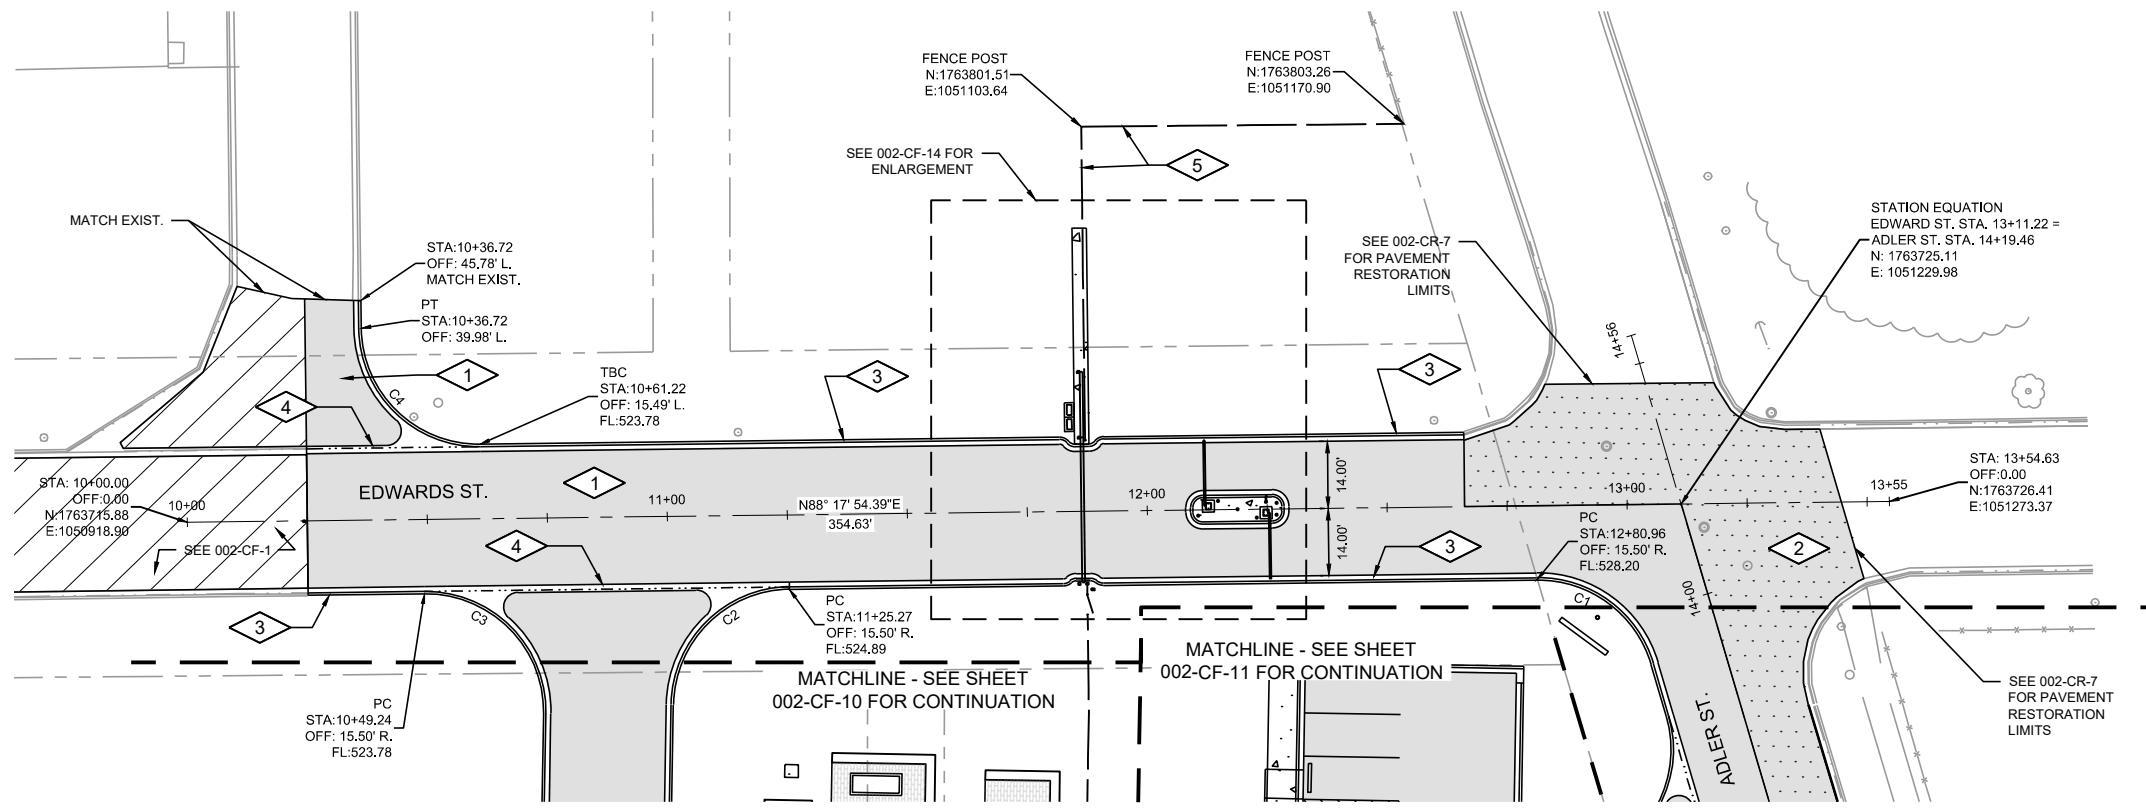 FENCE POST
N:1763801.51
E:1051103.64
FENCE POST
N:1763803.26
E:1051170.90
SEE 002-CF-14 FOR
ENLARGEMENT
5
MATCH EXIST.
STA:10+36.72
OFF: 45.78' L.
MATCH EXIST.
PT
STA:10+36.72
OFF: 39.98' L.
SEE 002-CR-7
FOR PAVEMENT
RESTORATION
LIMITS
STATION EQUATION
EDWARD ST. STA. 13+11.22 =
ADLER ST. STA. 14+19.46
N: 1763725.11
E: 1051229.98
14+56
1
4
C4
TBC
STA:10+61.22
OFF: 15.49' L.
FL:523.78
3
3
STA: 10+00.00
OFF:0.00
N:1763715.88
E:1050918.90
10+00
SEE 002-CF-1
EDWARDS ST.
1
11+00
N88° 17' 54.39"E
354.63'
12+00
14.00'
14.00'
13+00
13+55
STA: 13+54.63
OFF:0.00
N:1763726.41
E:1051273.37
4
3
PC
STA:12+80.96
OFF: 15.50' R.
FL:528.20
2
14+00
3
C3
C2
PC
STA:11+25.27
OFF: 15.50' R.
FL:524.89
C1
MATCHLINE - SEE SHEET
002-CF-10 FOR CONTINUATION
MATCHLINE - SEE SHEET
002-CF-11 FOR CONTINUATION
PC
STA:10+49.24
OFF: 15.50' R.
FL:523.78
ADLER ST.
SEE 002-CR-7
FOR PAVEMENT
RESTORATION
LIMITS